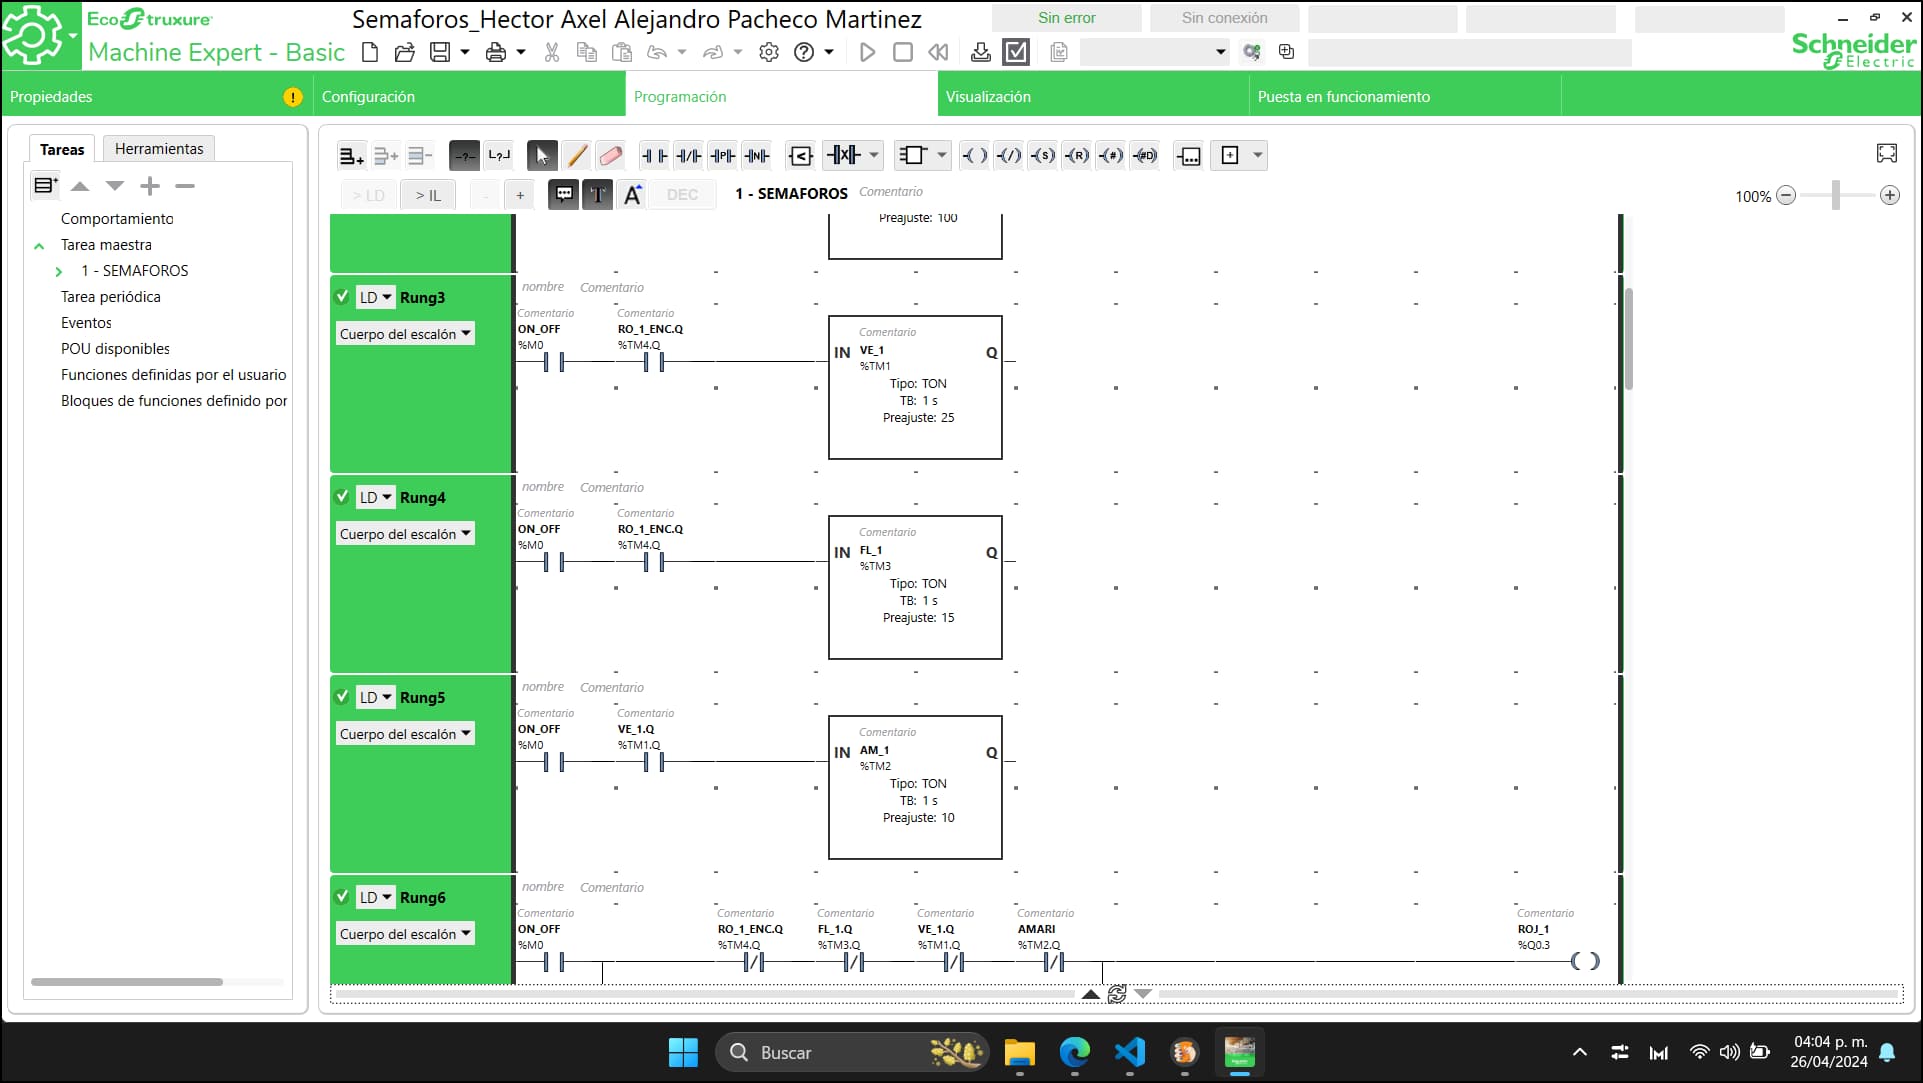 EcoStruxure
Machine Expert - Basic
Semaforos_Hector Axel Alejandro Pacheco Martinez
Sin error
Sin conexión
Schneider
Electric
Propiedades
Configuración
Programación
Visualización
Puesta en funcionamiento
Tareas
Herramientas
Comportamiento
Tarea maestra
1 - SEMAFOROS
Tarea periódica
Eventos
POU disponibles
Funciones definidas por el usuario
Bloques de funciones definido por
> LD
> IL
-
+
T
A
DEC
1 - SEMAFOROS Comentario
100%
Preajuste: 100
LD Rung3
Cuerpo del escalón
nombre Comentario
Comentario Comentario
ON_OFF RO_1_ENC.Q
%M0 %TM4.Q
Comentario
IN VE_1 Q
%TM1
Tipo: TON
TB: 1 s
Preajuste: 25
LD Rung4
Cuerpo del escalón
nombre Comentario
Comentario Comentario
ON_OFF RO_1_ENC.Q
%M0 %TM4.Q
Comentario
IN FL_1 Q
%TM3
Tipo: TON
TB: 1 s
Preajuste: 15
LD Rung5
Cuerpo del escalón
nombre Comentario
Comentario Comentario
ON_OFF VE_1.Q
%M0 %TM1.Q
Comentario
IN AM_1 Q
%TM2
Tipo: TON
TB: 1 s
Preajuste: 10
LD Rung6
Cuerpo del escalón
nombre Comentario
Comentario Comentario Comentario Comentario Comentario Comentario
ON_OFF RO_1_ENC.Q FL_1.Q VE_1.Q AMARI ROJ_1
%M0 %TM4.Q %TM3.Q %TM1.Q %TM2.Q %Q0.3
Buscar
04:04 p. m.
26/04/2024